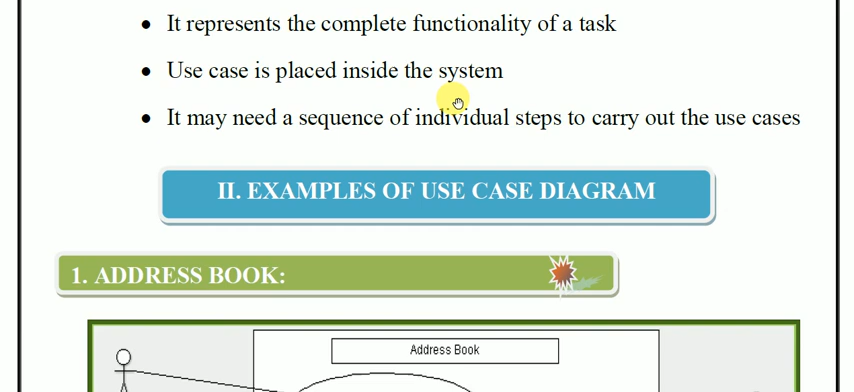 • It represents the complete functionality of a task
• Use case is placed inside the system
• It may need a sequence of individual steps to carry out the use cases
II. EXAMPLES OF USE CASE DIAGRAM
1. ADDRESS BOOK:
Address Book